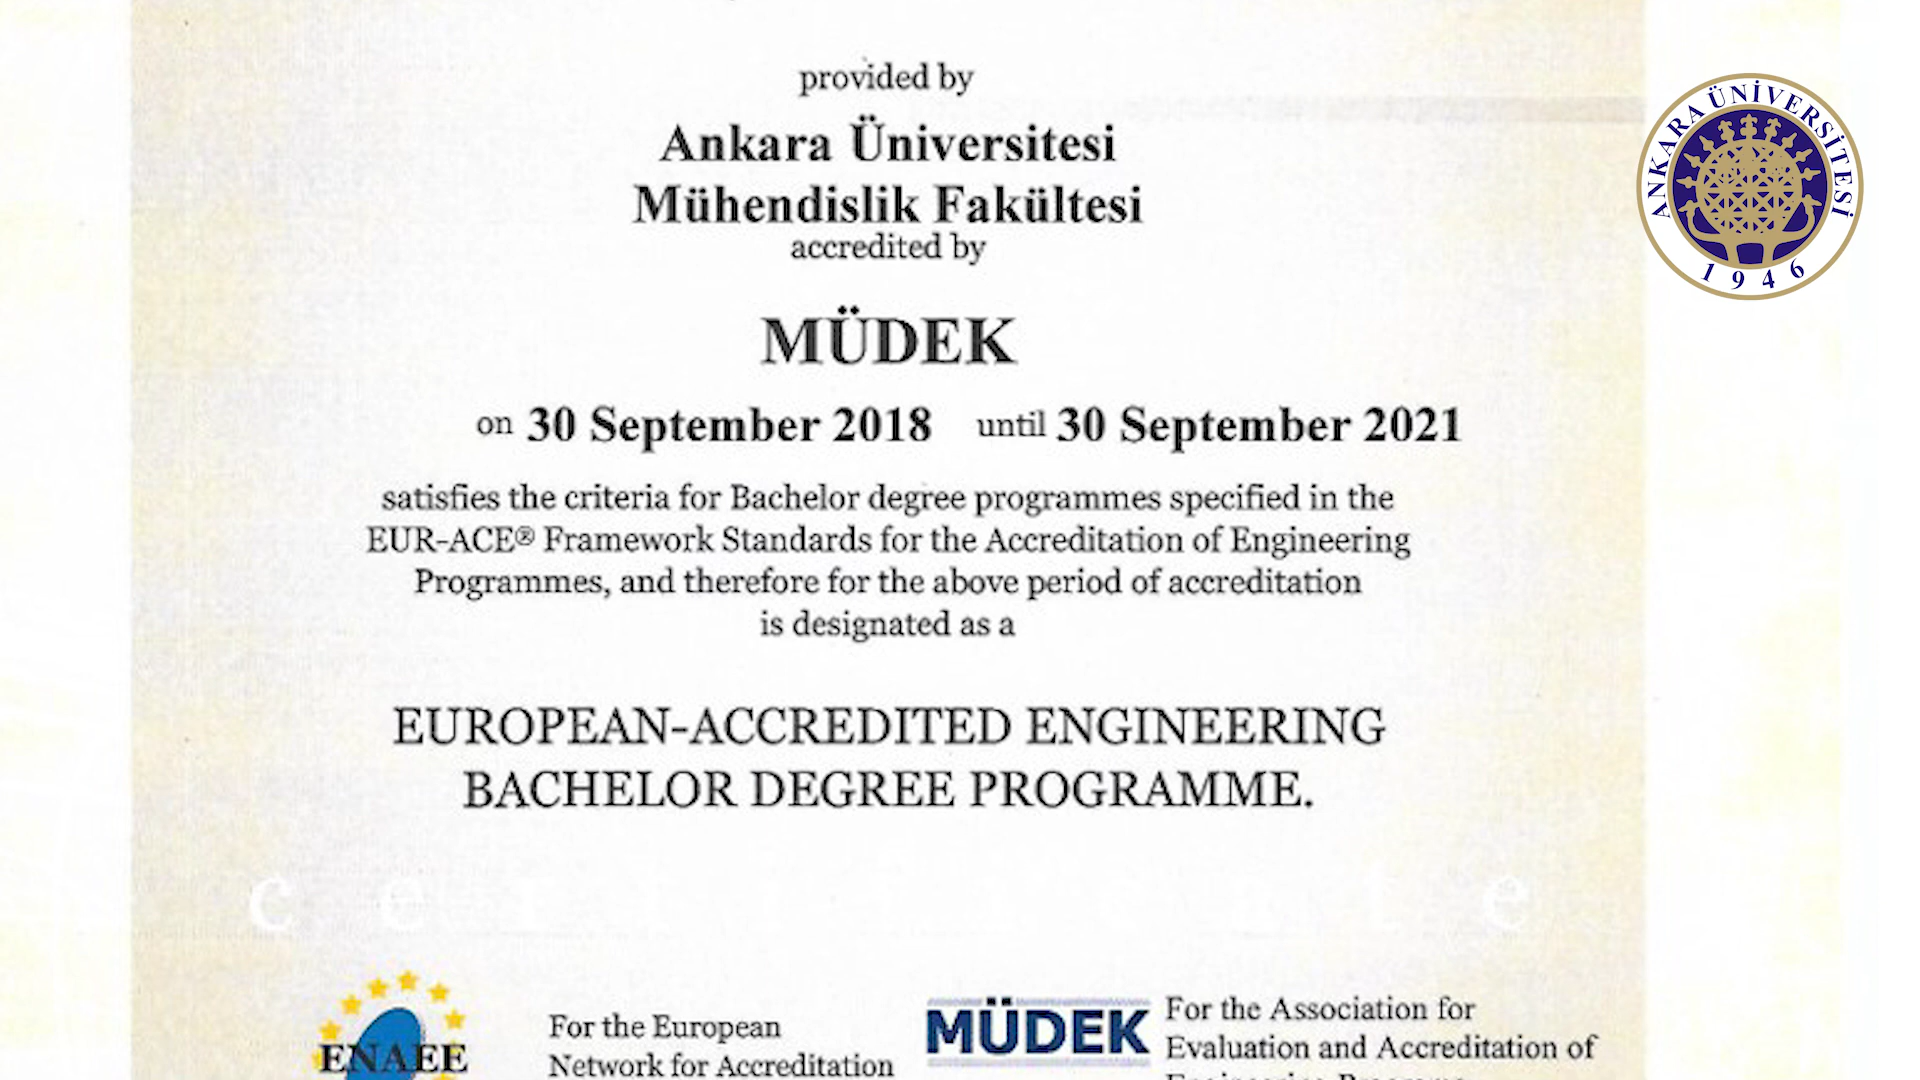 provided by
Ankara Üniversitesi
Mühendislik Fakültesi
accredited by
MÜDEK
on 30 September 2018 until 30 September 2021
satisfies the criteria for Bachelor degree programmes specified in the
EUR-ACE® Framework Standards for the Accreditation of Engineering
Programmes, and therefore for the above period of accreditation
is designated as a
EUROPEAN-ACCREDITED ENGINEERING
BACHELOR DEGREE PROGRAMME.
certificate
ENAEE
For the European
Network for Accreditation
MÜDEK
For the Association for
Evaluation and Accreditation of
ANKARA ÜNİVERSİTESİ
1946